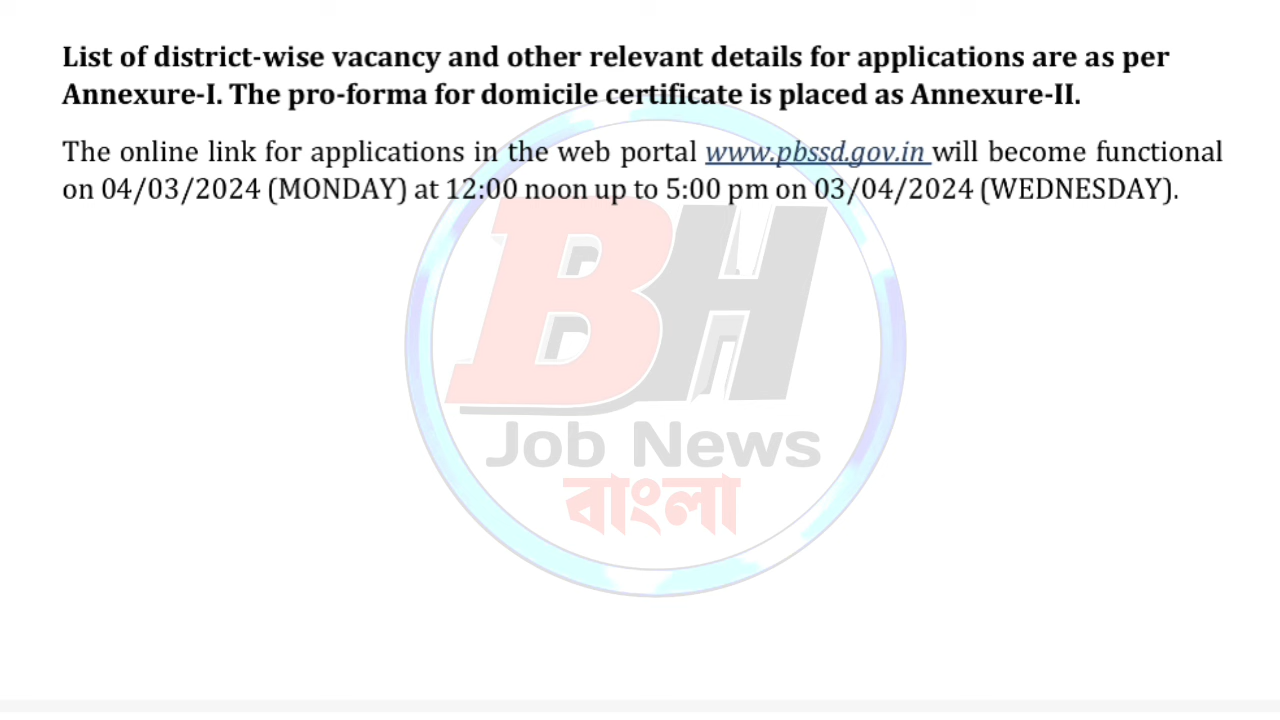 List of district-wise vacancy and other relevant details for applications are as per
Annexure-I. The pro-forma for domicile certificate is placed as Annexure-II.
The online link for applications in the web portal www.pbssd.gov.in will become functional
on 04/03/2024 (MONDAY) at 12:00 noon up to 5:00 pm on 03/04/2024 (WEDNESDAY).
BH
Job News
বাংলা